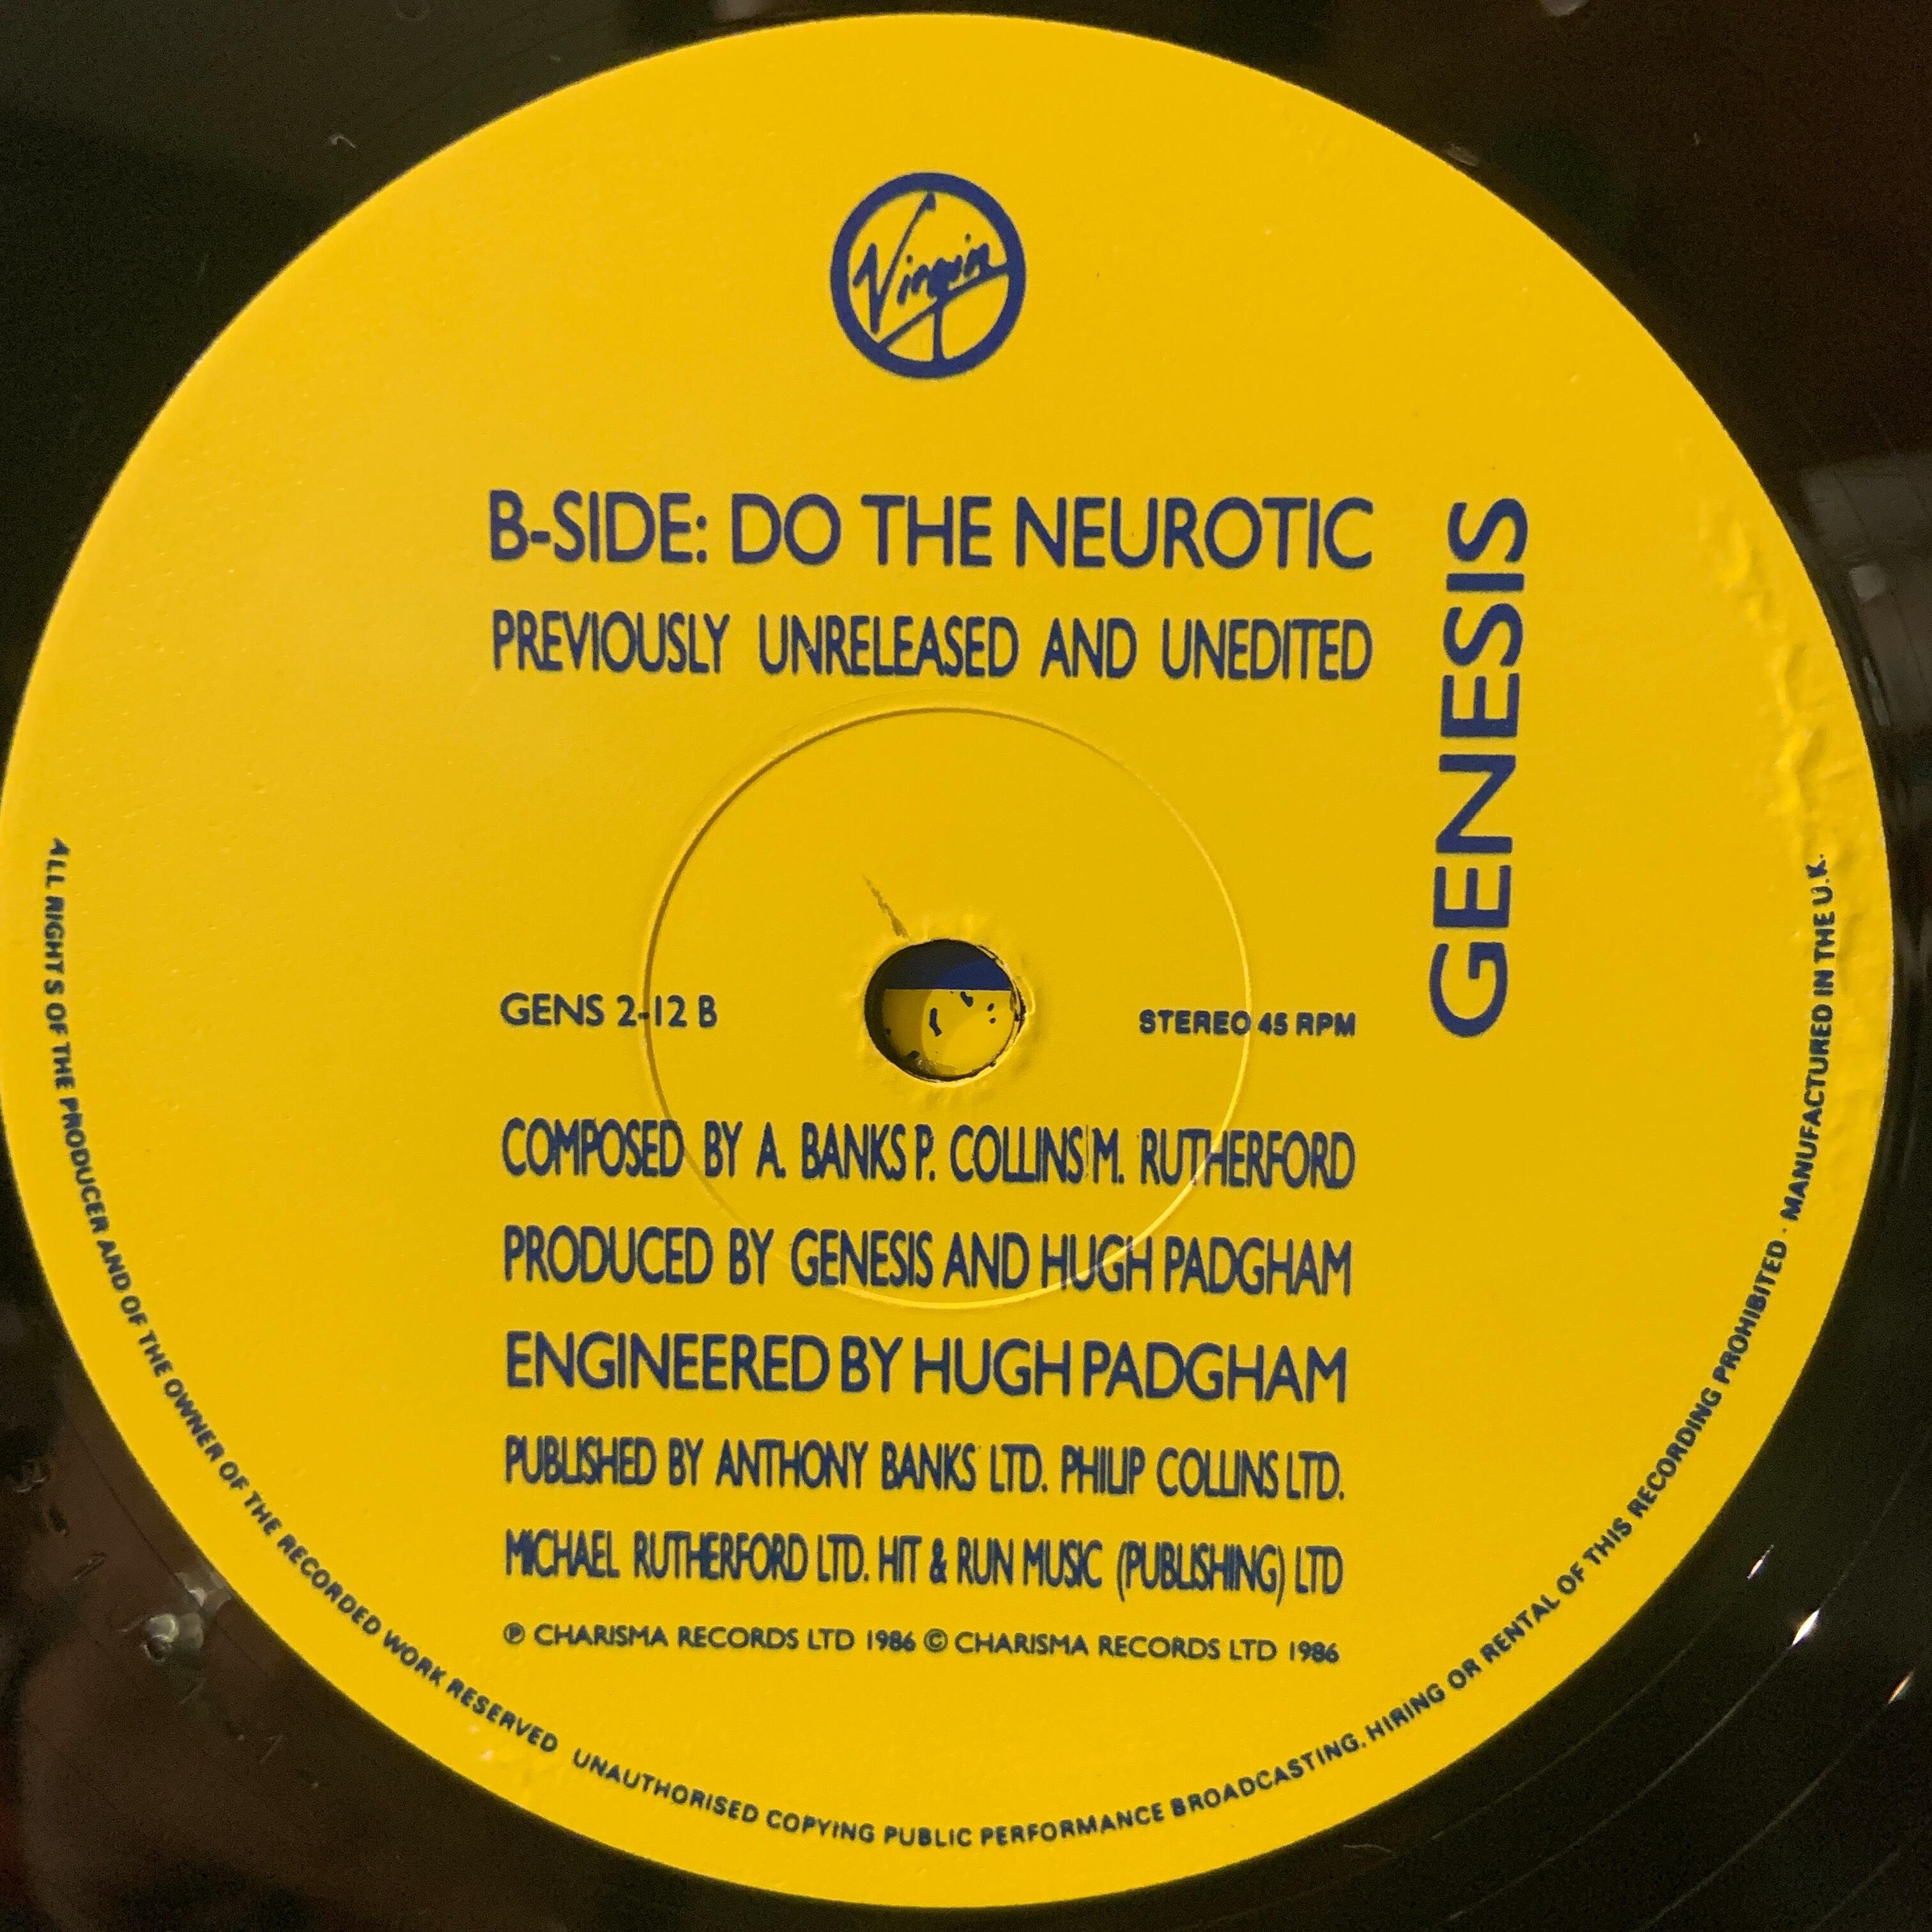 Virgin
B-SIDE: DO THE NEUROTIC
PREVIOUSLY UNRELEASED AND UNEDITED
GENESIS
GENS 2-12 B
STEREO 45 RPM
COMPOSED BY A. BANKS P. COLLINS M. RUTHERFORD
PRODUCED BY GENESIS AND HUGH PADGHAM
ENGINEERED BY HUGH PADGHAM
PUBLISHED BY ANTHONY BANKS LTD. PHILIP COLLINS LTD.
MICHAEL RUTHERFORD LTD. HIT & RUN MUSIC (PUBLISHING) LTD
℗ CHARISMA RECORDS LTD 1986 © CHARISMA RECORDS LTD 1986
ALL RIGHTS OF THE PRODUCER AND OF THE OWNER OF THE RECORDED WORK RESERVED UNAUTHORISED COPYING PUBLIC PERFORMANCE BROADCASTING, HIRING OR RENTAL OF THIS RECORDING PROHIBITED · MANUFACTURED IN THE U.K.